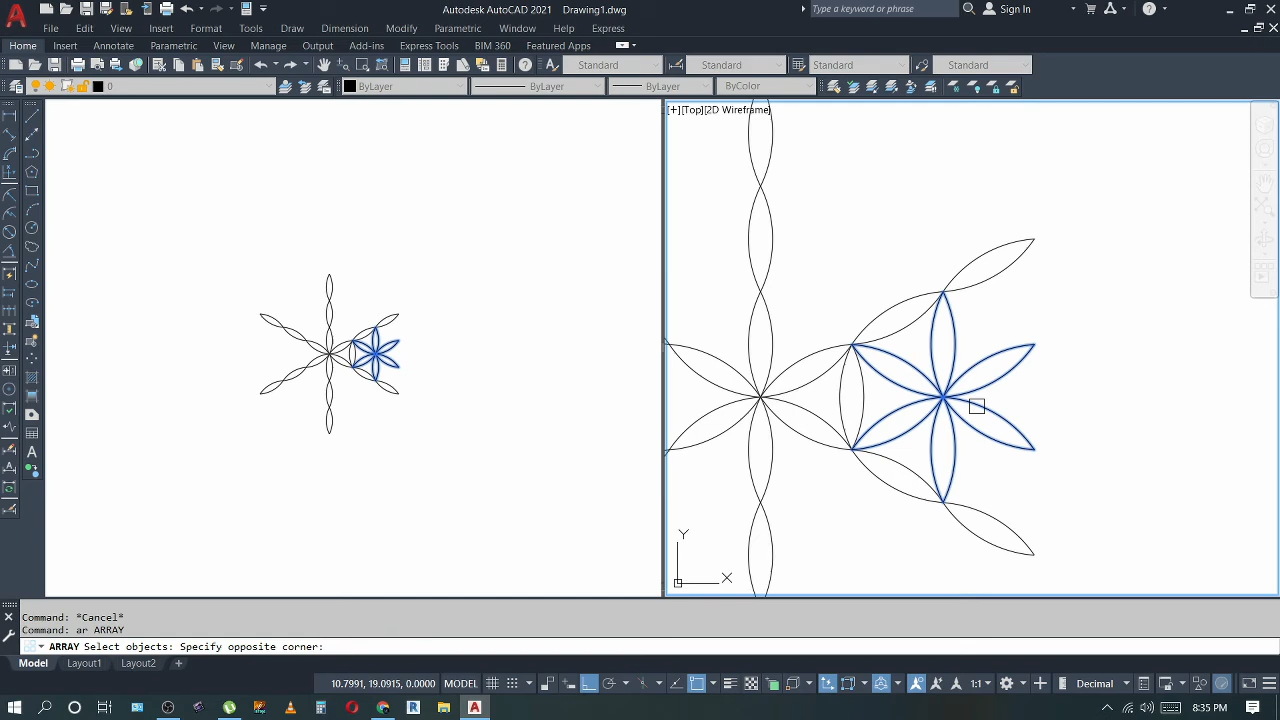 Autodesk AutoCAD 2021 Drawing1.dwg
Type a keyword or phrase
Sign In
File Edit View Insert Format Tools Draw Dimension Modify Parametric Window Help Express
Home Insert Annotate Parametric View Manage Output Add-ins Express Tools BIM 360 Featured Apps
Standard Standard Standard Standard
0 ByLayer ByLayer ByLayer ByColor
[+][Top][2D Wireframe]
Y
X
Command: *Cancel*
Command: ar ARRAY
ARRAY Select objects: Specify opposite corner:
Model Layout1 Layout2 +
10.7991, 19.0915, 0.0000 MODEL 1:1 Decimal
8:35 PM